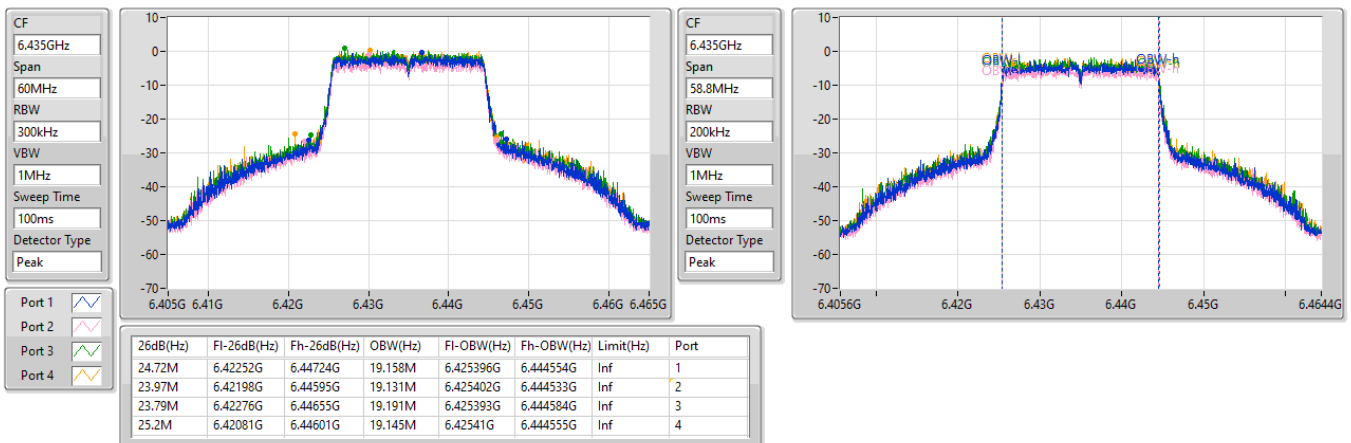 CF
6.435GHz
Span
60MHz
RBW
300kHz
VBW
1MHz
Sweep Time
100ms
Detector Type
Peak
10
0
-10
-20
-30
-40
-50
-60
-70
6.405G 6.41G 6.42G 6.43G 6.44G 6.45G 6.46G 6.465G
CF
6.435GHz
Span
58.8MHz
RBW
200kHz
VBW
1MHz
Sweep Time
100ms
Detector Type
Peak
10
0
-10
-20
-30
-40
-50
-60
-70
OBW-l OBW-h
6.4056G 6.42G 6.43G 6.44G 6.45G 6.4644G
Port 1
Port 2
Port 3
Port 4
26dB(Hz) Fl-26dB(Hz) Fh-26dB(Hz) OBW(Hz) Fl-OBW(Hz) Fh-OBW(Hz) Limit(Hz) Port
24.72M 6.42252G 6.44724G 19.158M 6.425396G 6.444554G Inf 1
23.97M 6.42198G 6.44595G 19.131M 6.425402G 6.444533G Inf 2
23.79M 6.42276G 6.44655G 19.191M 6.425393G 6.444584G Inf 3
25.2M 6.42081G 6.44601G 19.145M 6.42541G 6.444555G Inf 4